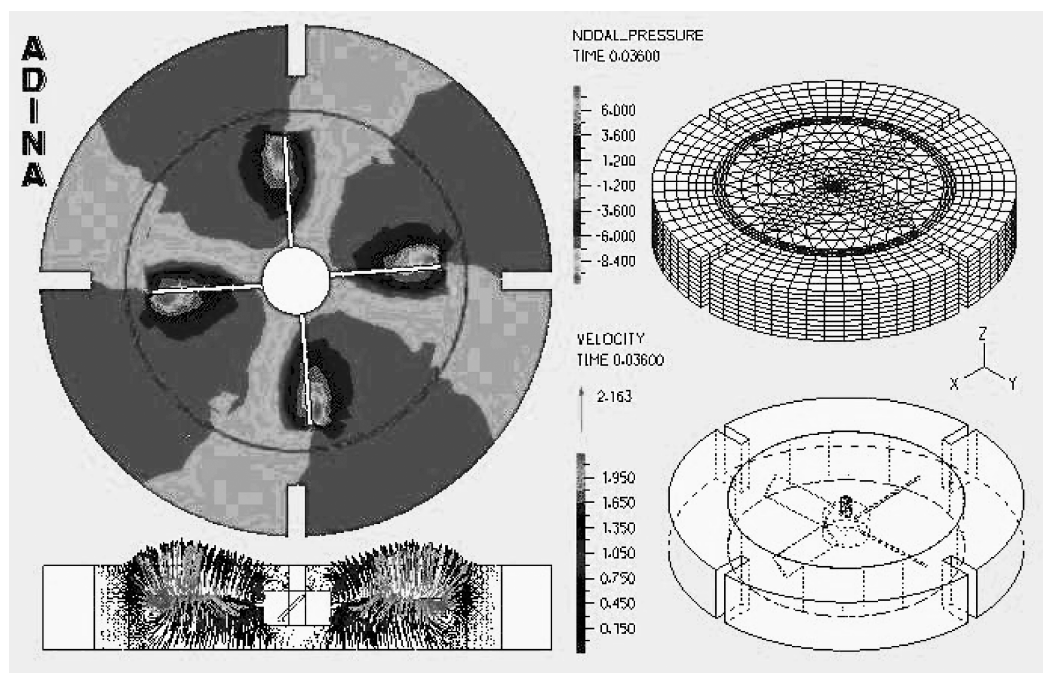 ADINA
NODAL_PRESSURE
TIME 0.03600
6.000
3.600
1.200
-1.200
-3.600
-6.000
-8.400
VELOCITY
TIME 0.03600
2.163
1.950
1.650
1.350
1.050
0.750
0.450
0.150
Z
X Y